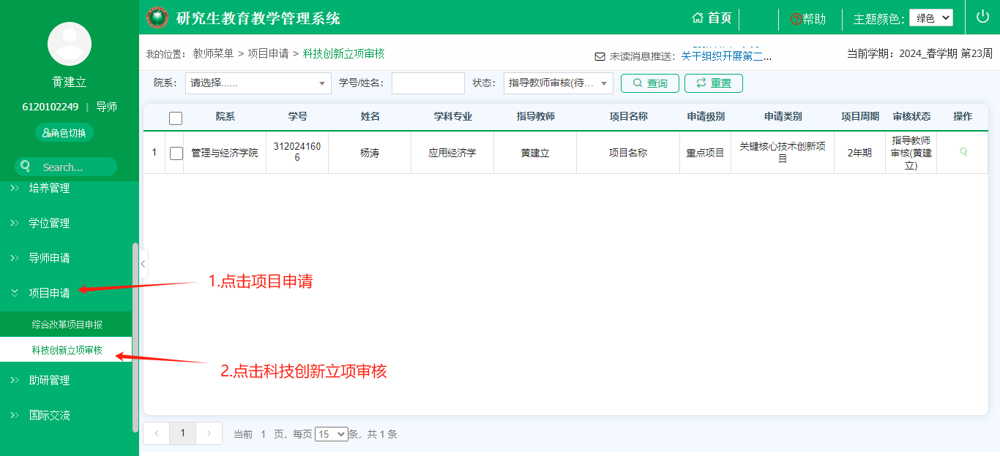 研究生教育教学管理系统
首页
帮助
主题颜色:
绿色
黄建立
6120102249 | 导师
角色切换
Search...
培养管理
学位管理
导师申请
项目申请
综合改革项目申报
科技创新立项审核
助研管理
国际交流
我的位置: 教师菜单 > 项目申请 > 科技创新立项审核
未读消息推送:
关于组织开展第二...
当前学期: 2024_春学期 第23周
院系: 请选择...... 学号/姓名: 状态: 指导教师审核(待... 查询 重置
院系 学号 姓名 学科专业 指导教师 项目名称 申请级别 申请类别 项目周期 审核状态 操作
1 管理与经济学院 312024160
6 杨涛 应用经济学 黄建立 项目名称 重点项目 关键核心技术创新项
目 2年期 指导教师
审核(黄建
立)
1.点击项目申请
2.点击科技创新立项审核
1 当前 1 页, 每页 15 条, 共 1 条